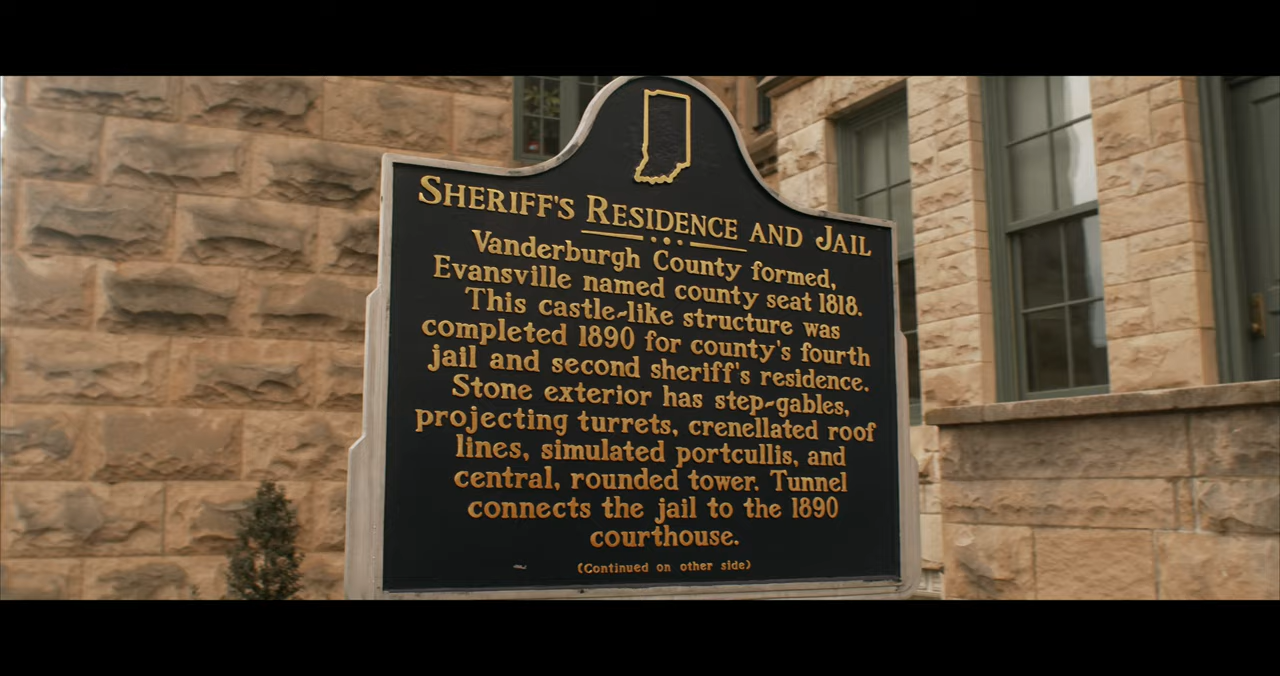 SHERIFF'S RESIDENCE AND JAIL
Vanderburgh County formed,
Evansville named county seat 1818.
This castle-like structure was
completed 1890 for county's fourth
jail and second sheriff's residence.
Stone exterior has step-gables,
projecting turrets, crenellated roof
lines, simulated portcullis, and
central, rounded tower. Tunnel
connects the jail to the 1890
courthouse.
(Continued on other side)